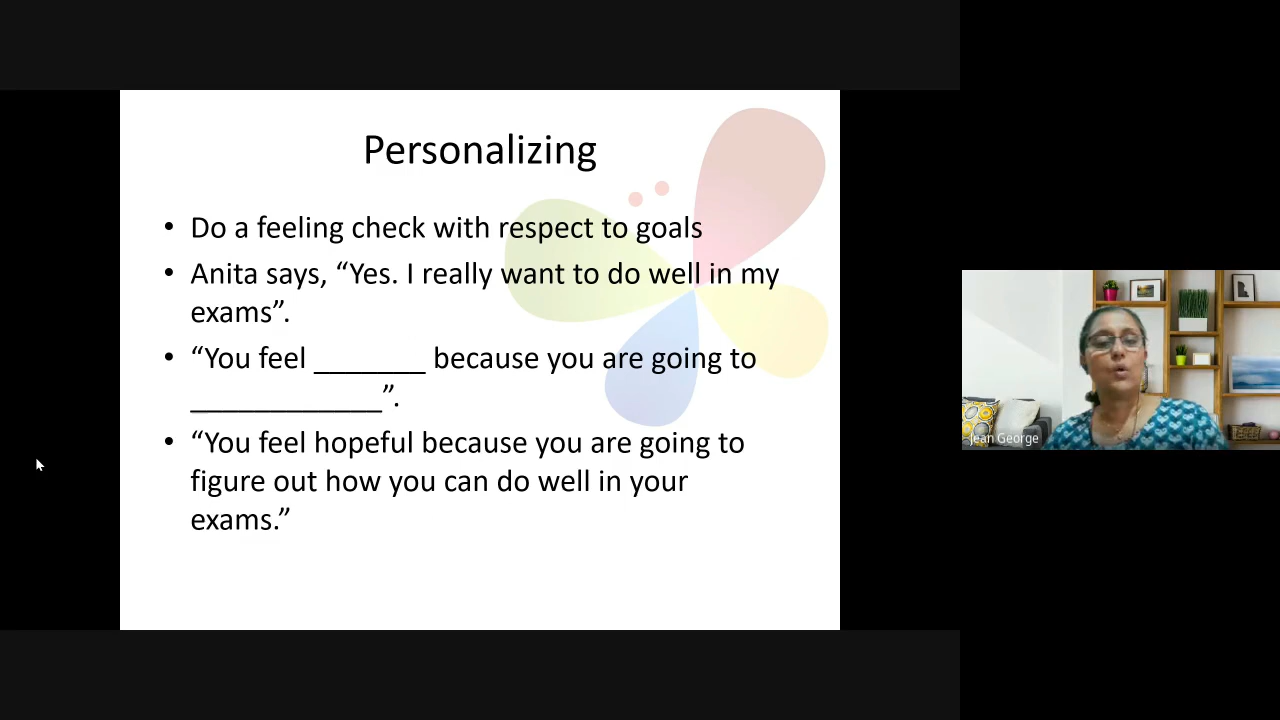 Personalizing
• Do a feeling check with respect to goals
• Anita says, “Yes. I really want to do well in my
exams”.
• “You feel _______ because you are going to
____________”.
• “You feel hopeful because you are going to
figure out how you can do well in your
exams.”
Jean George